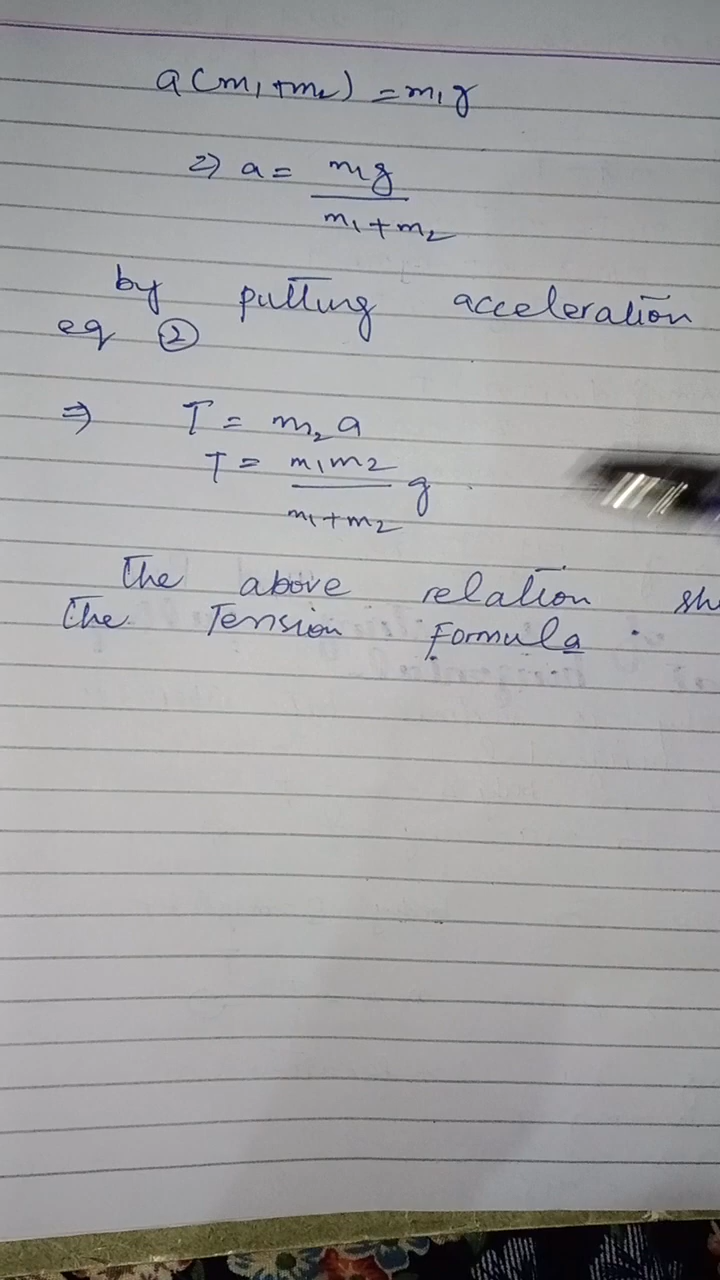 a(m₁+m₂) = m₁g
⇒ a = m₁g / m₁+m₂
by putting acceleration
eq ②
⇒ T = m₂a
T = m₁m₂ / m₁+m₂ g
The above relation sh
The Tension Formula.